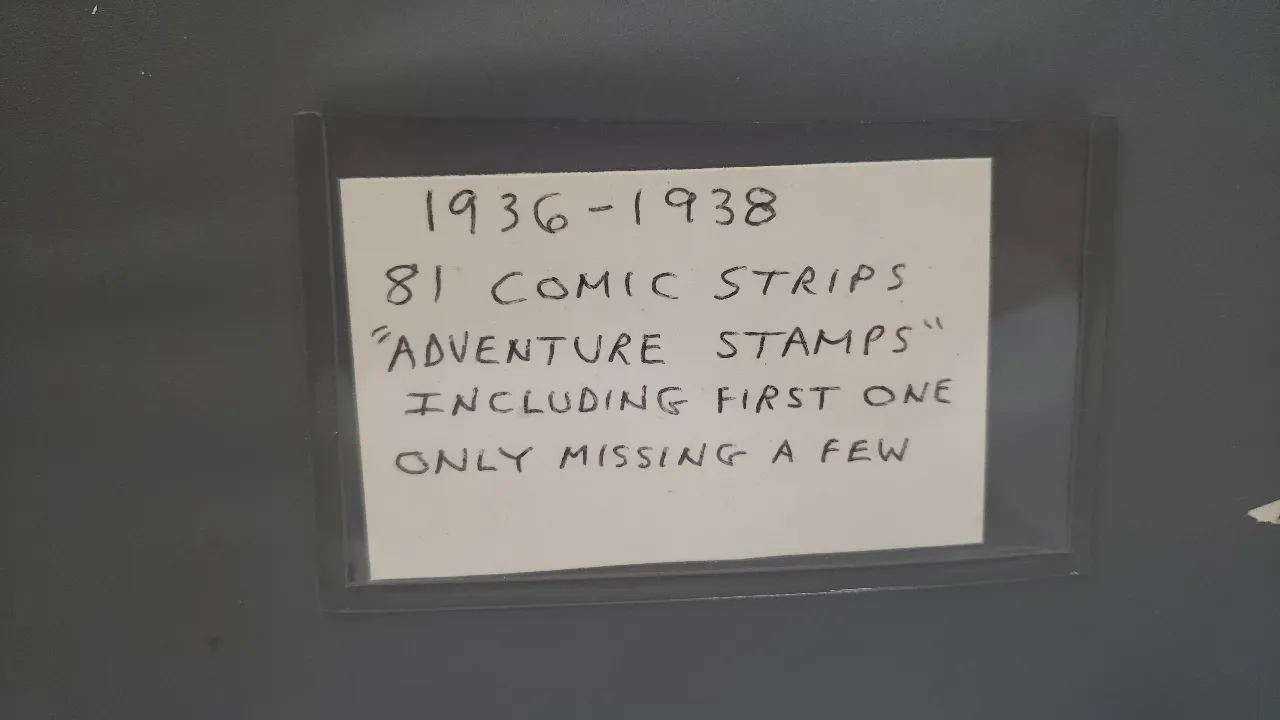 1936-1938
81 COMIC STRIPS
"ADVENTURE STAMPS"
INCLUDING FIRST ONE
ONLY MISSING A FEW